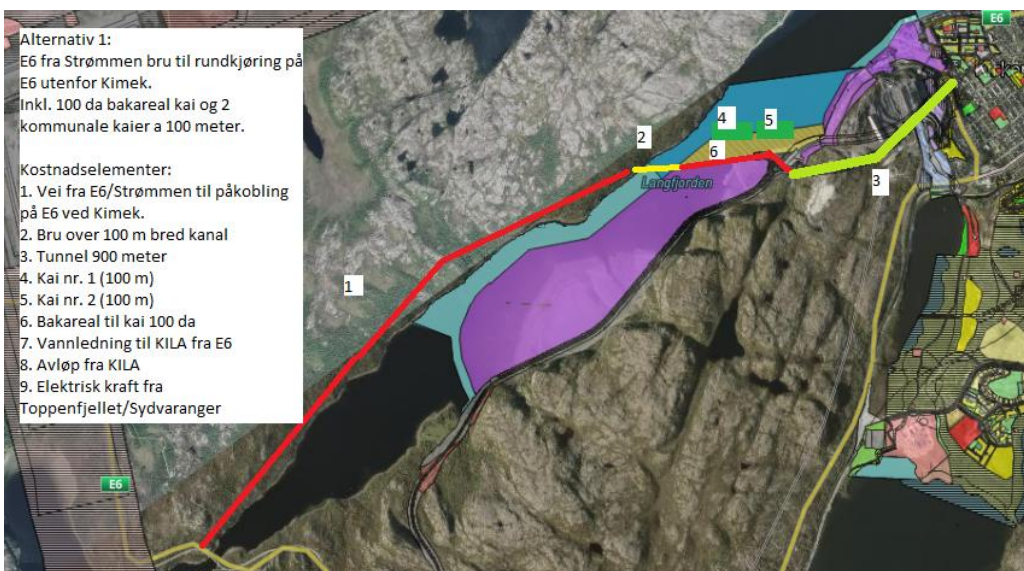 Alternativ 1:
E6 fra Strømmen bru til rundkjøring på
E6 utenfor Kimek.
Inkl. 100 da bakareal kai og 2
kommunale kaier a 100 meter.
Kostnadselementer:
1. Vei fra E6/Strømmen til påkobling
på E6 ved Kimek.
2. Bru over 100 m bred kanal
3. Tunnel 900 meter
4. Kai nr. 1 (100 m)
5. Kai nr. 2 (100 m)
6. Bakareal til kai 100 da
7. Vannledning til KILA fra E6
8. Avløp fra KILA
9. Elektrisk kraft fra
Toppenfjellet/Sydvaranger
E6
4
5
2
6
Langfjorden
3
1
E6